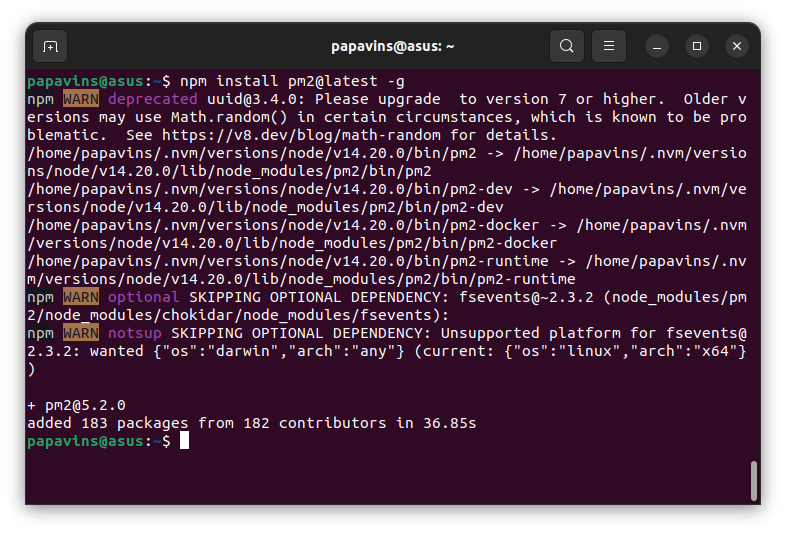 papavins@asus: ~
papavins@asus:~$ npm install pm2@latest -g
npm WARN deprecated uuid@3.4.0: Please upgrade  to version 7 or higher.  Older v
ersions may use Math.random() in certain circumstances, which is known to be pro
blematic.  See https://v8.dev/blog/math-random for details.
/home/papavins/.nvm/versions/node/v14.20.0/bin/pm2 -> /home/papavins/.nvm/versio
ns/node/v14.20.0/lib/node_modules/pm2/bin/pm2
/home/papavins/.nvm/versions/node/v14.20.0/bin/pm2-dev -> /home/papavins/.nvm/ve
rsions/node/v14.20.0/lib/node_modules/pm2/bin/pm2-dev
/home/papavins/.nvm/versions/node/v14.20.0/bin/pm2-docker -> /home/papavins/.nvm
/versions/node/v14.20.0/lib/node_modules/pm2/bin/pm2-docker
/home/papavins/.nvm/versions/node/v14.20.0/bin/pm2-runtime -> /home/papavins/.nv
m/versions/node/v14.20.0/lib/node_modules/pm2/bin/pm2-runtime
npm WARN optional SKIPPING OPTIONAL DEPENDENCY: fsevents@~2.3.2 (node_modules/pm
2/node_modules/chokidar/node_modules/fsevents):
npm WARN notsup SKIPPING OPTIONAL DEPENDENCY: Unsupported platform for fsevents@
2.3.2: wanted {"os":"darwin","arch":"any"} (current: {"os":"linux","arch":"x64"}
)
+ pm2@5.2.0
added 183 packages from 182 contributors in 36.85s
papavins@asus:~$